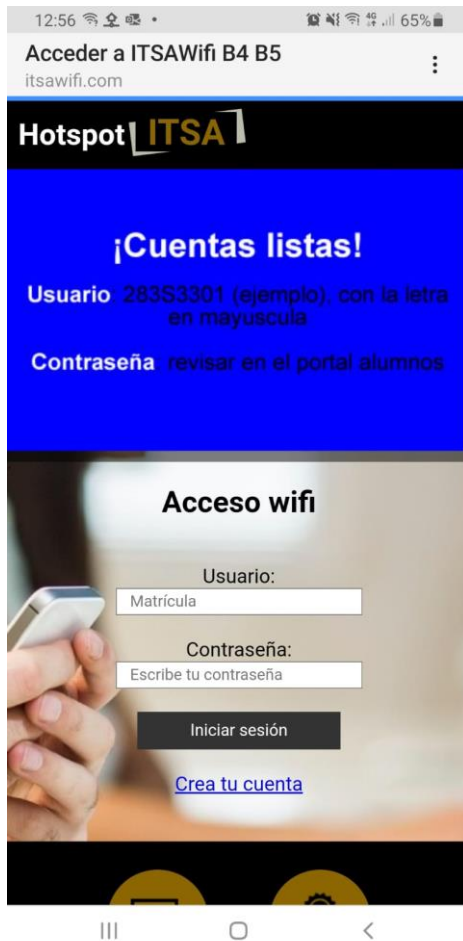 12:56
4G
65%
Acceder a ITSAWifi B4 B5
itsawifi.com
Hotspot ITSA
¡Cuentas listas!
Usuario: 283S3301 (ejemplo), con la letra
en mayuscula
Contraseña: revisar en el portal alumnos
Acceso wifi
Usuario:
Matrícula
Contraseña:
Escribe tu contraseña
Iniciar sesión
Crea tu cuenta